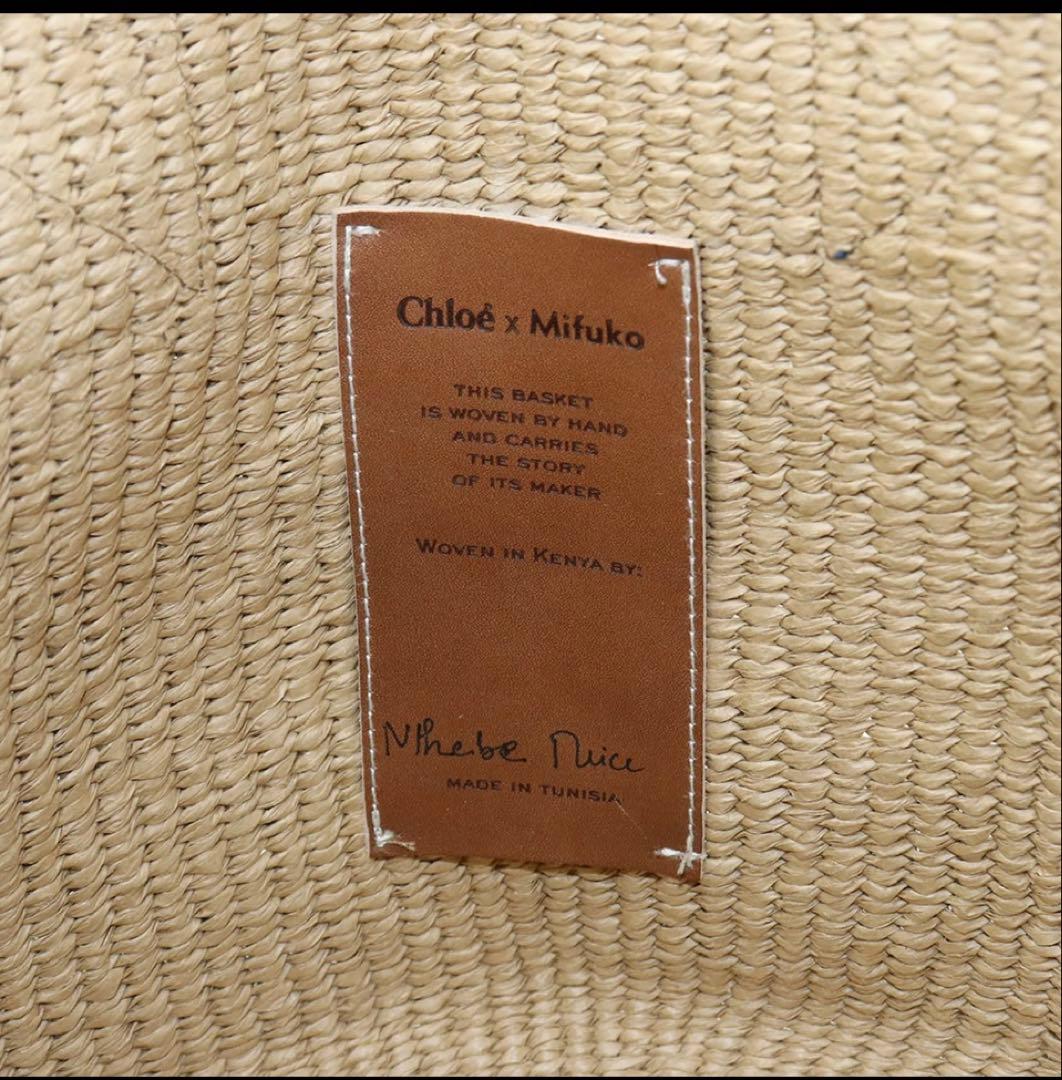 Chloé x Mifuko
THIS BASKET
IS WOVEN BY HAND
AND CARRIES
THE STORY
OF ITS MAKER
WOVEN IN KENYA BY:
MADE IN TUNISIA